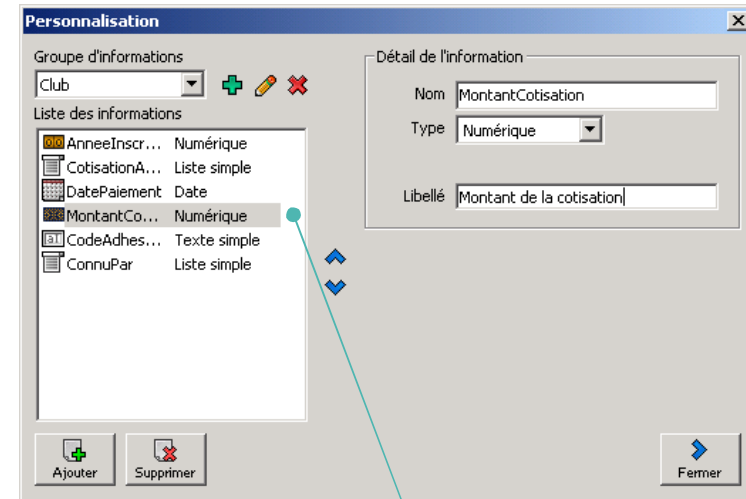 Personnalisation
Groupe d'informations
Club
Liste des informations
AnneeInscr... Numérique
CotisationA... Liste simple
DatePaiement Date
MontantCo... Numérique
CodeAdhes... Texte simple
ConnuPar Liste simple
Ajouter
Supprimer
Détail de l'information
Nom MontantCotisation
Type Numérique
Libellé Montant de la cotisation
Fermer